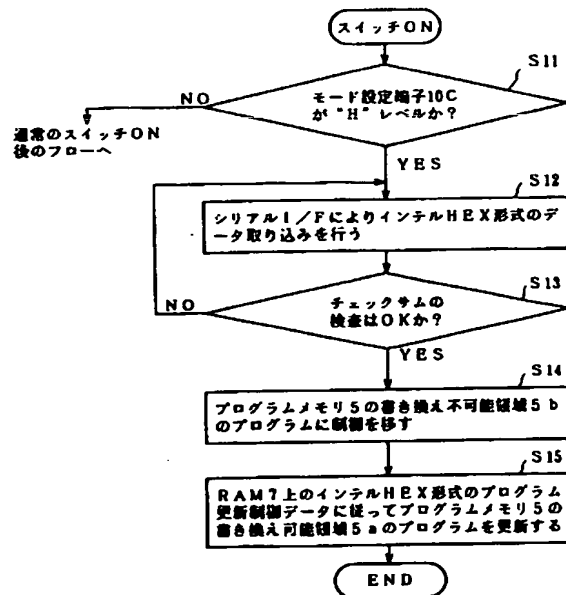 スイッチON
S11
モード設定端子10C
が"H"レベルか?
NO
通常のスイッチON
後のフローへ
YES
S12
シリアルI/FによりインテルHEX形式のデ
ータ取り込みを行う
S13
チェックサムの
検査はOKか?
NO
YES
S14
プログラムメモリ5の書き換え不可能領域5b
のプログラムに制御を移す
S15
RAM7上のインテルHEX形式のプログラム
更新制御データに従ってプログラムメモリ5の
書き換え可能領域5aのプログラムを更新する
END